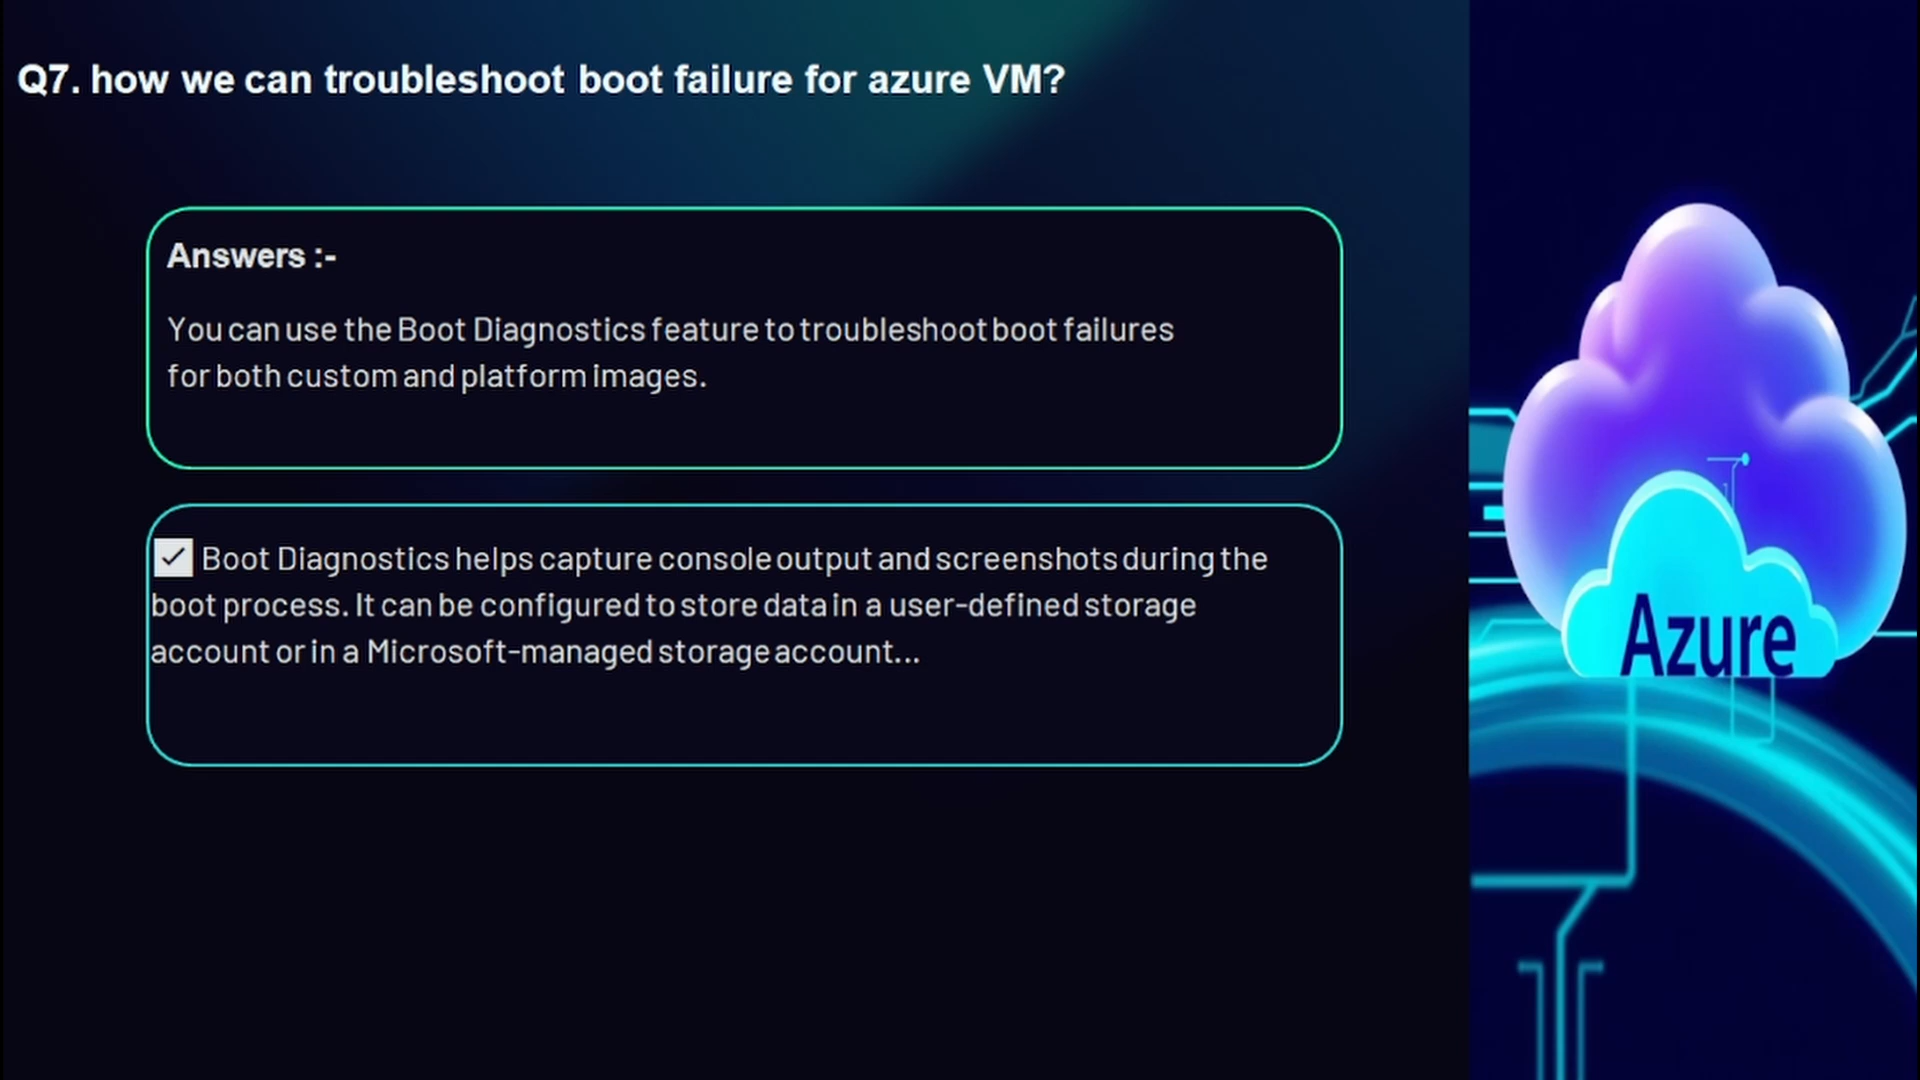 Q7. how we can troubleshoot boot failure for azure VM?
Answers :-
You can use the Boot Diagnostics feature to troubleshoot boot failures
for both custom and platform images.
✓ Boot Diagnostics helps capture console output and screenshots during the
boot process. It can be configured to store data in a user-defined storage
account or in a Microsoft-managed storage account...
Azure